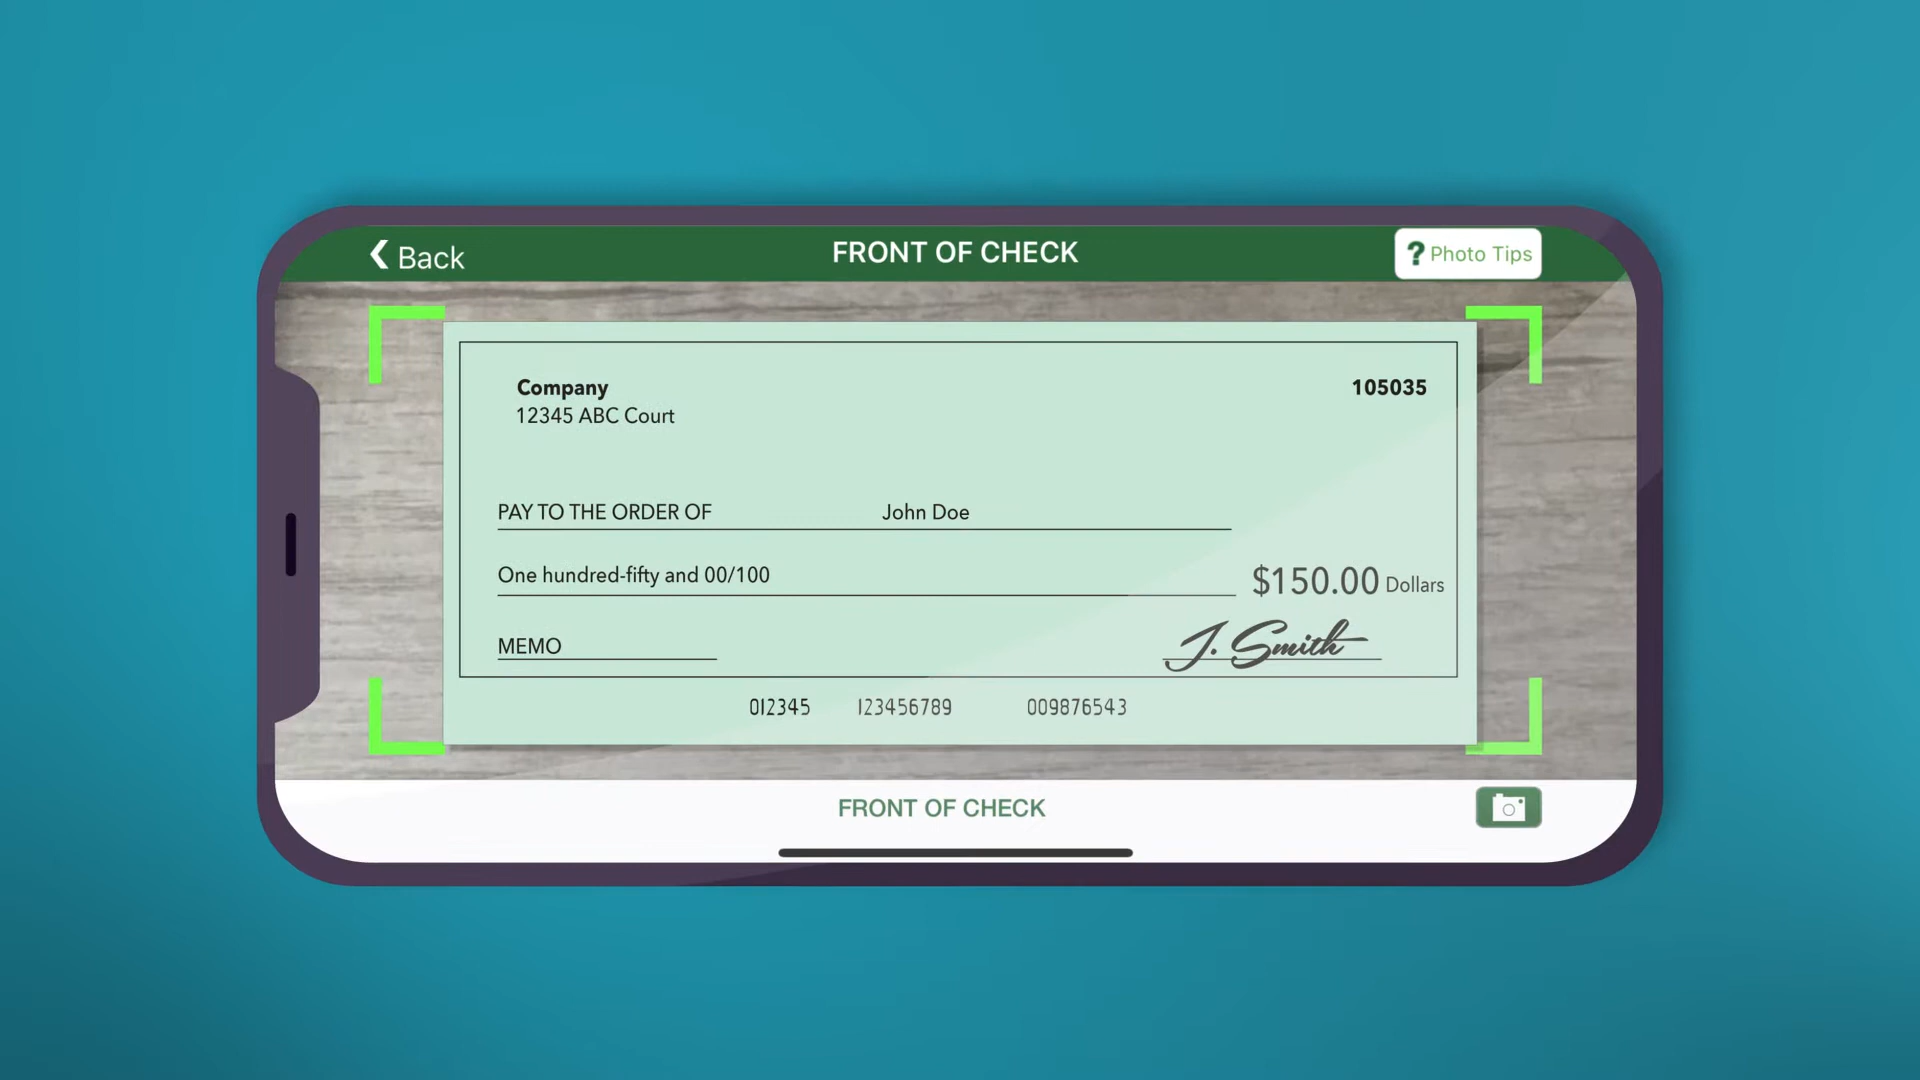 Back
FRONT OF CHECK
? Photo Tips
Company
105035
12345 ABC Court
PAY TO THE ORDER OF John Doe
One hundred-fifty and 00/100
$150.00 Dollars
MEMO
J. Smith
012345 123456789 009876543
FRONT OF CHECK